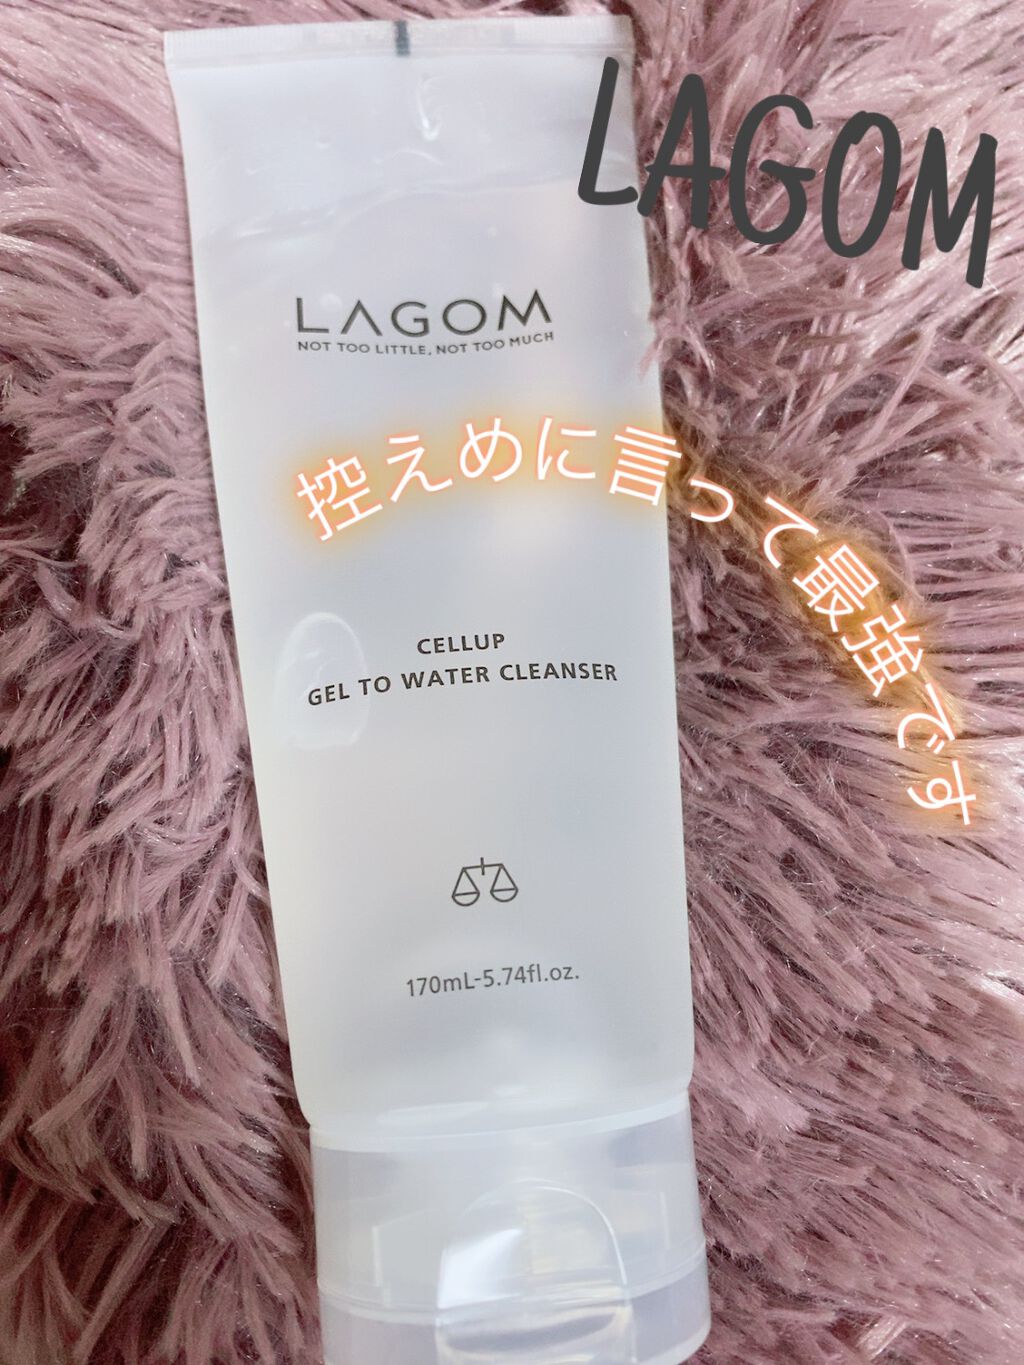 LAGOM
LAGOM
NOT TOO LITTLE, NOT TOO MUCH
控えめに言って最強です
CELLUP
GEL TO WATER CLEANSER
170mL-5.74fl.oz.